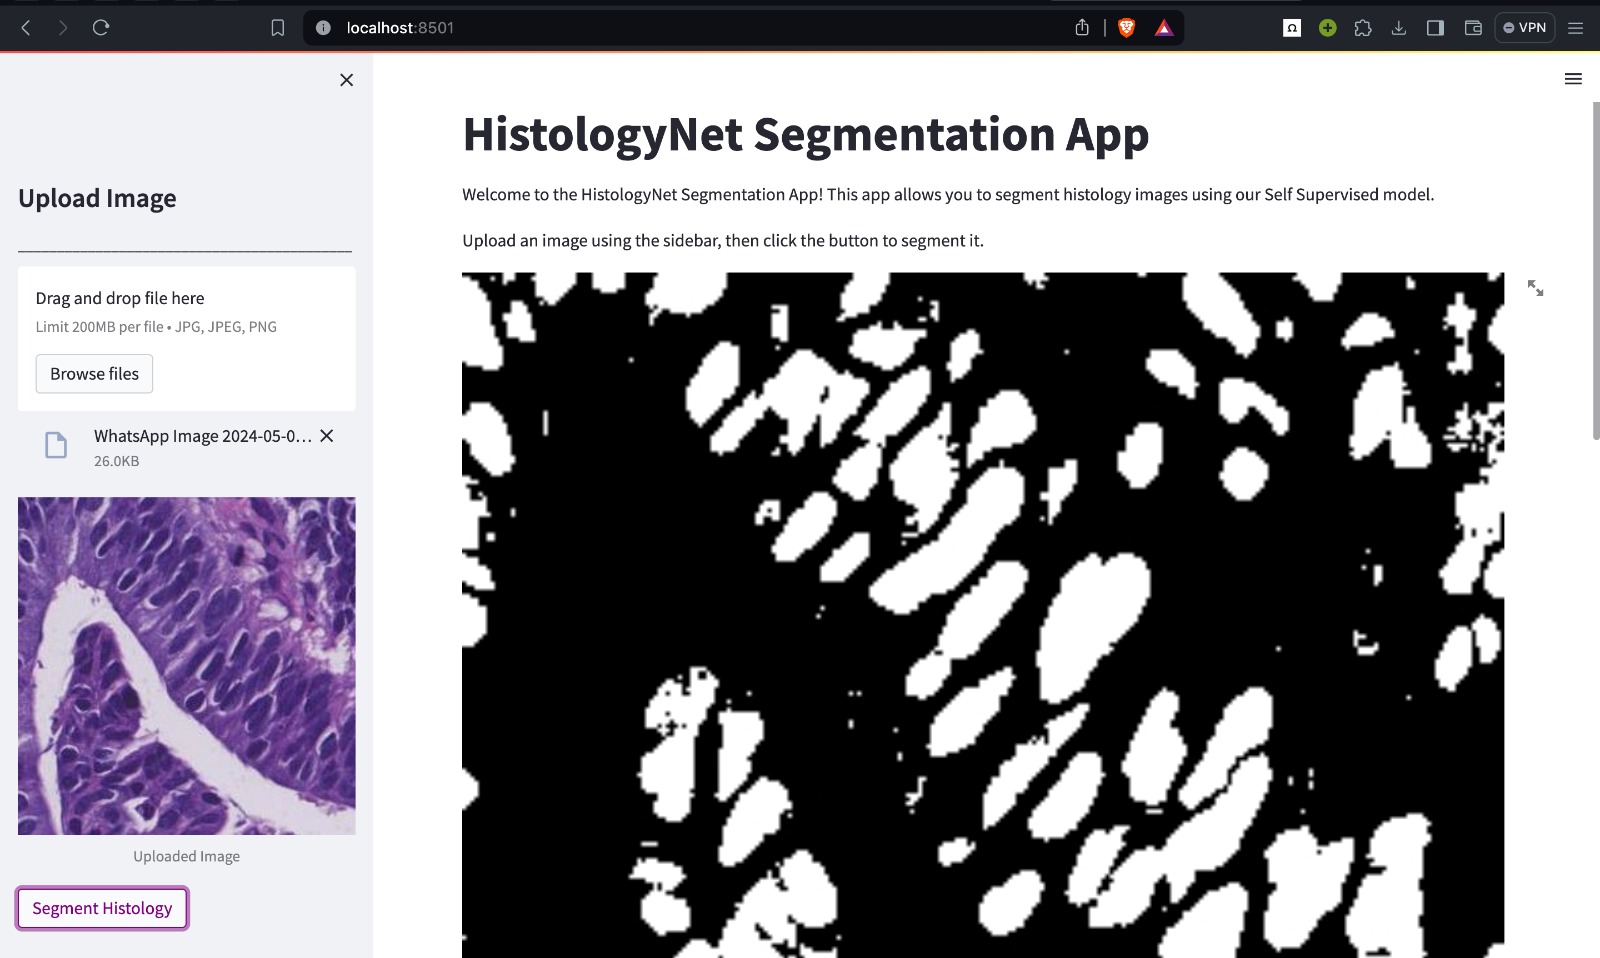 localhost:8501
VPN
HistologyNet Segmentation App
Welcome to the HistologyNet Segmentation App! This app allows you to segment histology images using our Self Supervised model.
Upload an image using the sidebar, then click the button to segment it.
Upload Image
Drag and drop file here
Limit 200MB per file • JPG, JPEG, PNG
Browse files
WhatsApp Image 2024-05-0...
26.0KB
Uploaded Image
Segment Histology